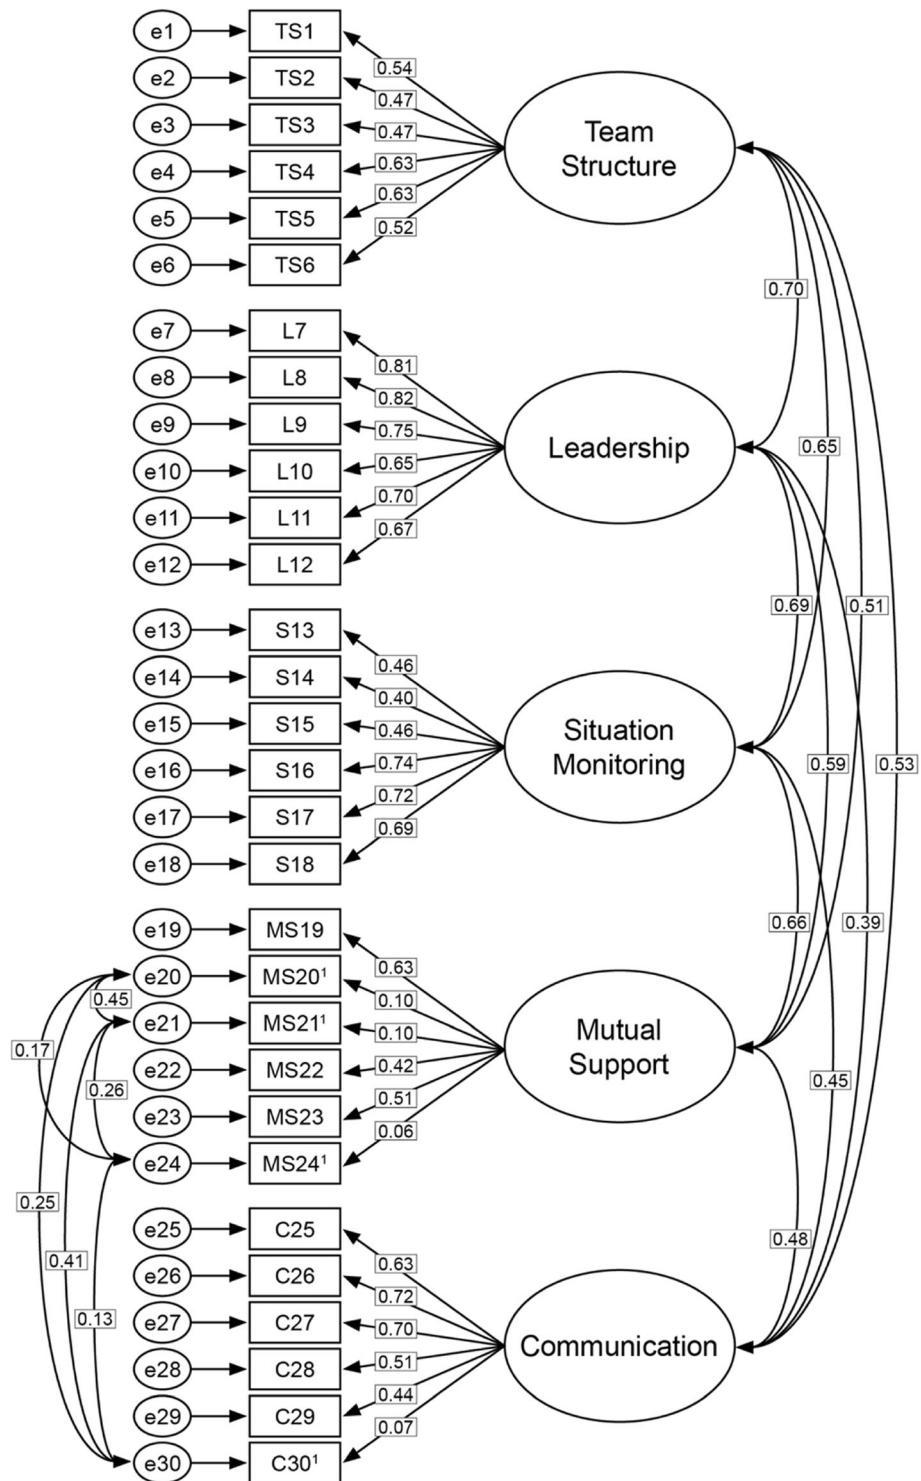 e1 TS1
0.54
e2 TS2
0.47
e3 TS3
0.47
Team
Structure
e4 TS4
0.63
e5 TS5
0.63
e6 TS6
0.52
0.70
e7 L7
0.81
e8 L8
0.82
e9 L9
0.75
Leadership
0.65
e10 L10
0.65
e11 L11
0.70
e12 L12
0.67
0.69
0.51
e13 S13
0.46
e14 S14
0.40
e15 S15
0.46
Situation
Monitoring
e16 S16
0.74
0.59
0.53
e17 S17
0.72
e18 S18
0.69
0.66
0.39
e19 MS19
0.63
e20 MS20¹
0.10
0.45
e21 MS21¹
0.10
Mutual
Support
0.17
e22 MS22
0.42
0.26
0.45
e23 MS23
0.51
e24 MS24¹
0.06
0.25
e25 C25
0.63
0.48
0.41
e26 C26
0.72
0.13
e27 C27
0.70
Communication
e28 C28
0.51
e29 C29
0.44
e30 C30¹
0.07